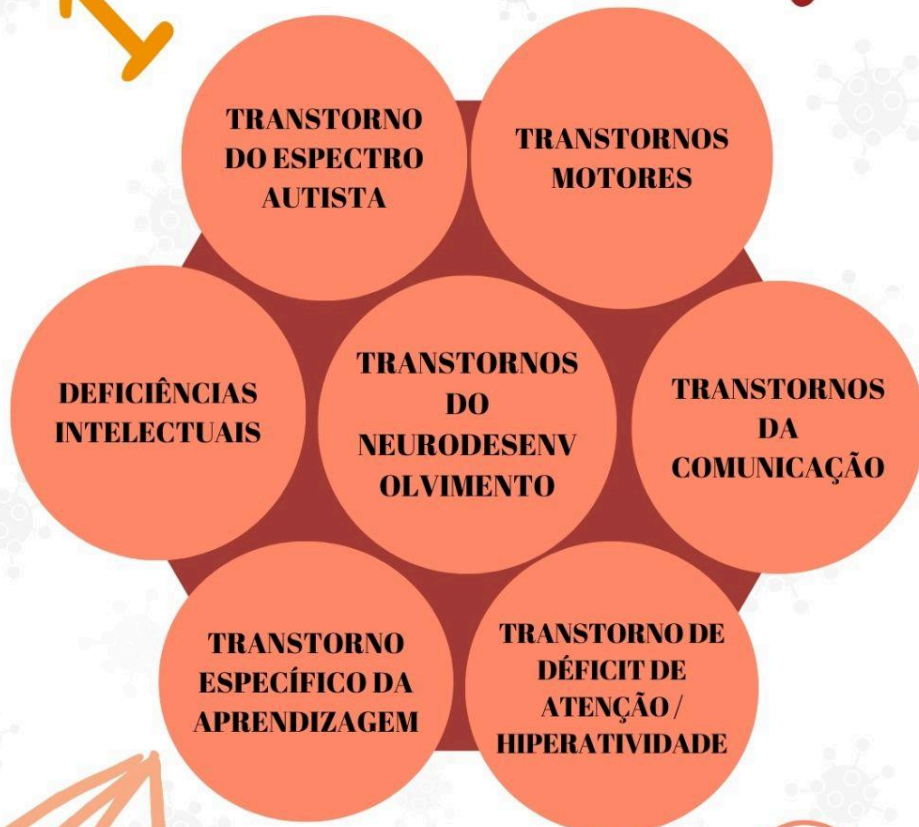 TRANSTORNO
DO ESPECTRO
AUTISTA
TRANSTORNOS
MOTORES
DEFICIÊNCIAS
INTELECTUAIS
TRANSTORNOS
DO
NEURODESENV
OLVIMENTO
TRANSTORNOS
DA
COMUNICAÇÃO
TRANSTORNO
ESPECÍFICO DA
APRENDIZAGEM
TRANSTORNO DE
DÉFICIT DE
ATENÇÃO /
HIPERATIVIDADE